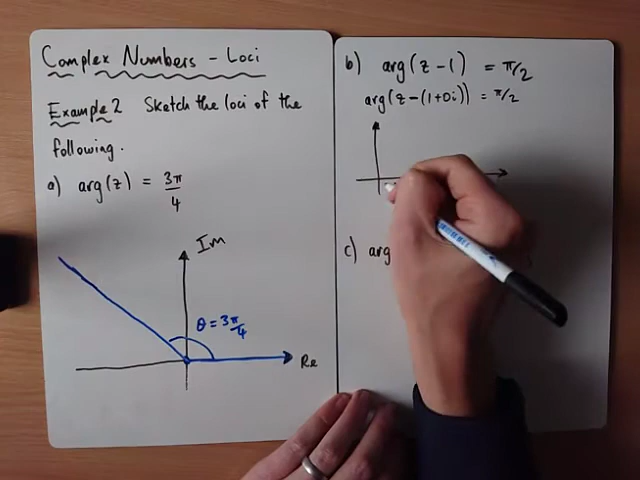 Complex Numbers - Loci
Example 2 Sketch the loci of the
following.
a) arg(z) = 3π/4
Im
θ = 3π/4
Re
b) arg(z-1) = π/2
arg(z-(1+0i)) = π/2
c) arg